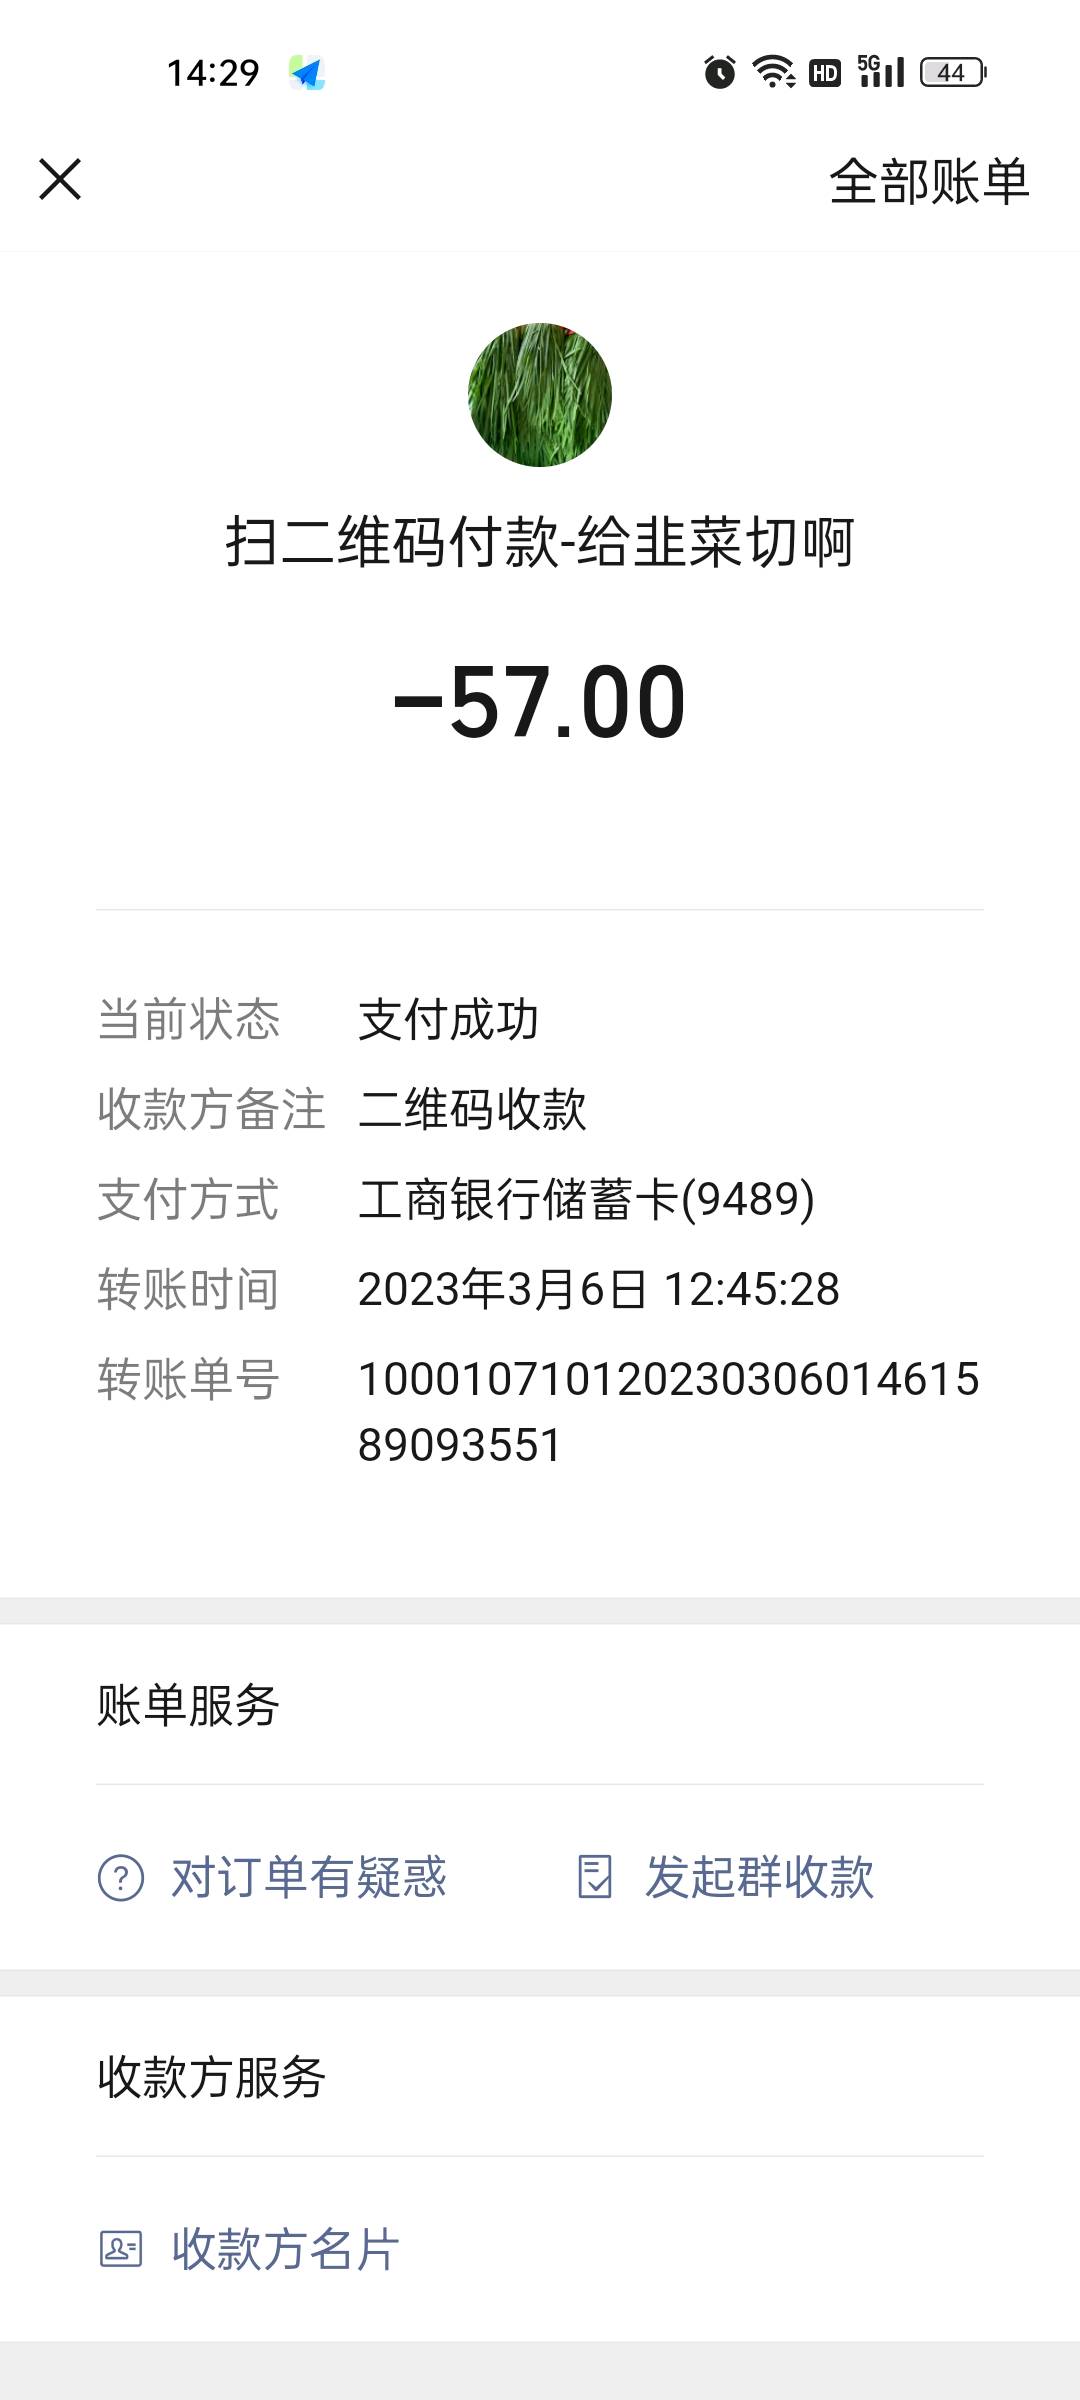 14:29
HD 5G 44
全部账单
扫二维码付款-给韭菜切啊
-57.00
当前状态 支付成功
收款方备注 二维码收款
支付方式 工商银行储蓄卡(9489)
转账时间 2023年3月6日 12:45:28
转账单号 100010710120230306014615
89093551
账单服务
对订单有疑惑 发起群收款
收款方服务
收款方名片